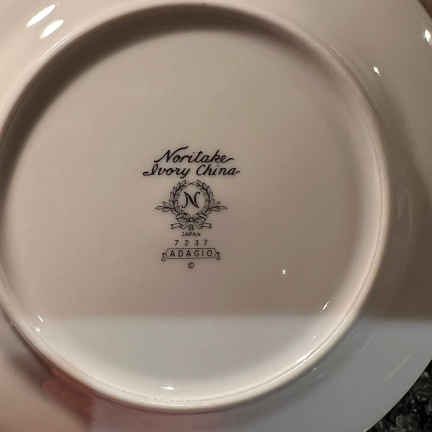 Noritake
Ivory China
N
JAPAN
7237
ADAGIO
©